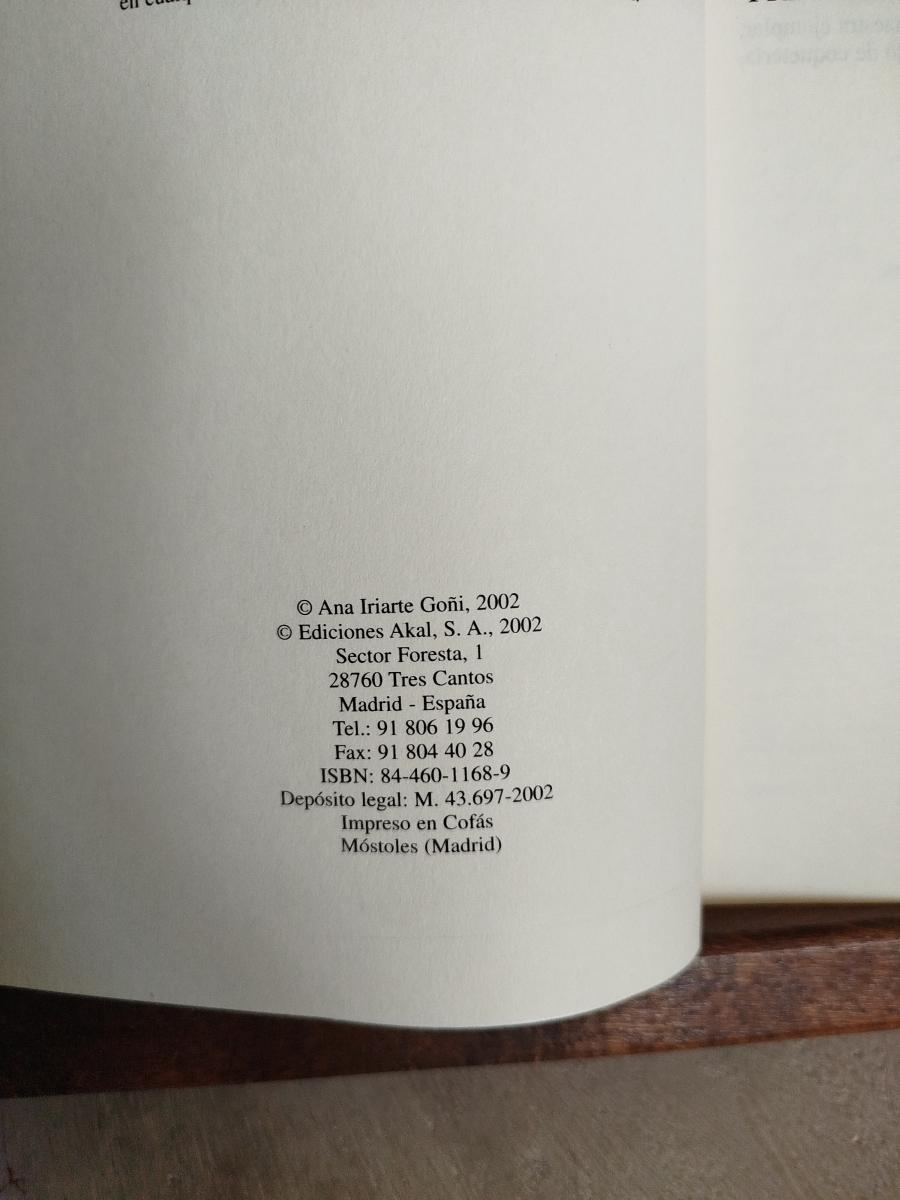 en
© Ana Iriarte Goñi, 2002
© Ediciones Akal, S. A., 2002
Sector Foresta, 1
28760 Tres Cantos
Madrid - España
Tel.: 91 806 19 96
Fax: 91 804 40 28
ISBN: 84-460-1168-9
Depósito legal: M. 43.697-2002
Impreso en Cofás
Móstoles (Madrid)